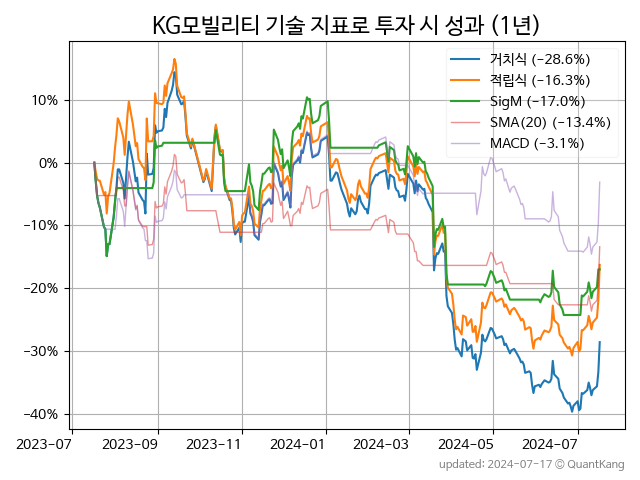 KG모빌리티 기술 지표로 투자 시 성과 (1년)
거치식 (−28.6%)
적립식 (−16.3%)
SigM (−17.0%)
SMA(20) (−13.4%)
MACD (−3.1%)
10%
0%
−10%
−20%
−30%
−40%
2023-07
2023-09
2023-11
2024-01
2024-03
2024-05
2024-07
updated: 2024-07-17 © QuantKang